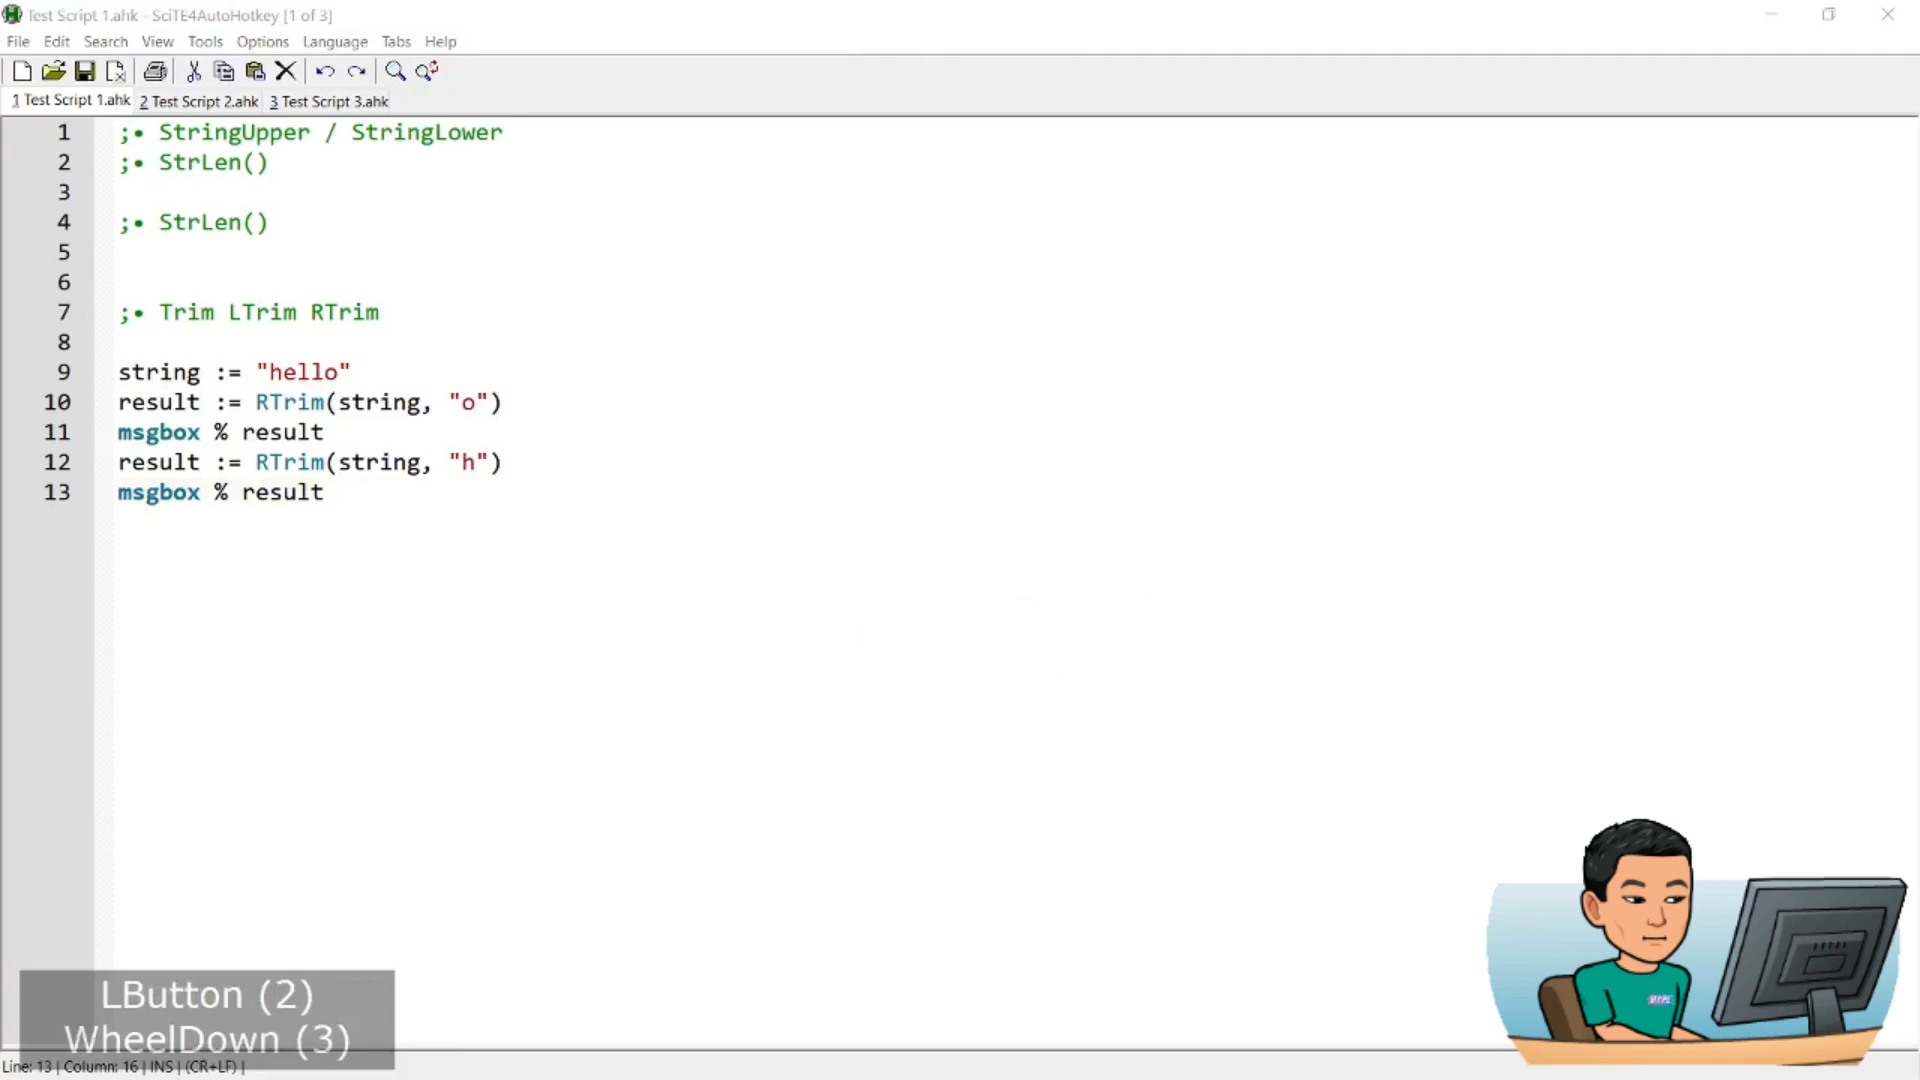 Test Script 1.ahk - SciTE4AutoHotkey [1 of 3]
File Edit Search View Tools Options Language Tabs Help
1 Test Script 1.ahk 2 Test Script 2.ahk 3 Test Script 3.ahk
1 ;• StringUpper / StringLower
2 ;• StrLen()
3
4 ;• StrLen()
5
6
7 ;• Trim LTrim RTrim
8
9 string := "hello"
10 result := RTrim(string, "o")
11 msgbox % result
12 result := RTrim(string, "h")
13 msgbox % result
LButton (2)
WheelDown (3)
Line: 13 | Column: 16 | INS | (CR+LF) |